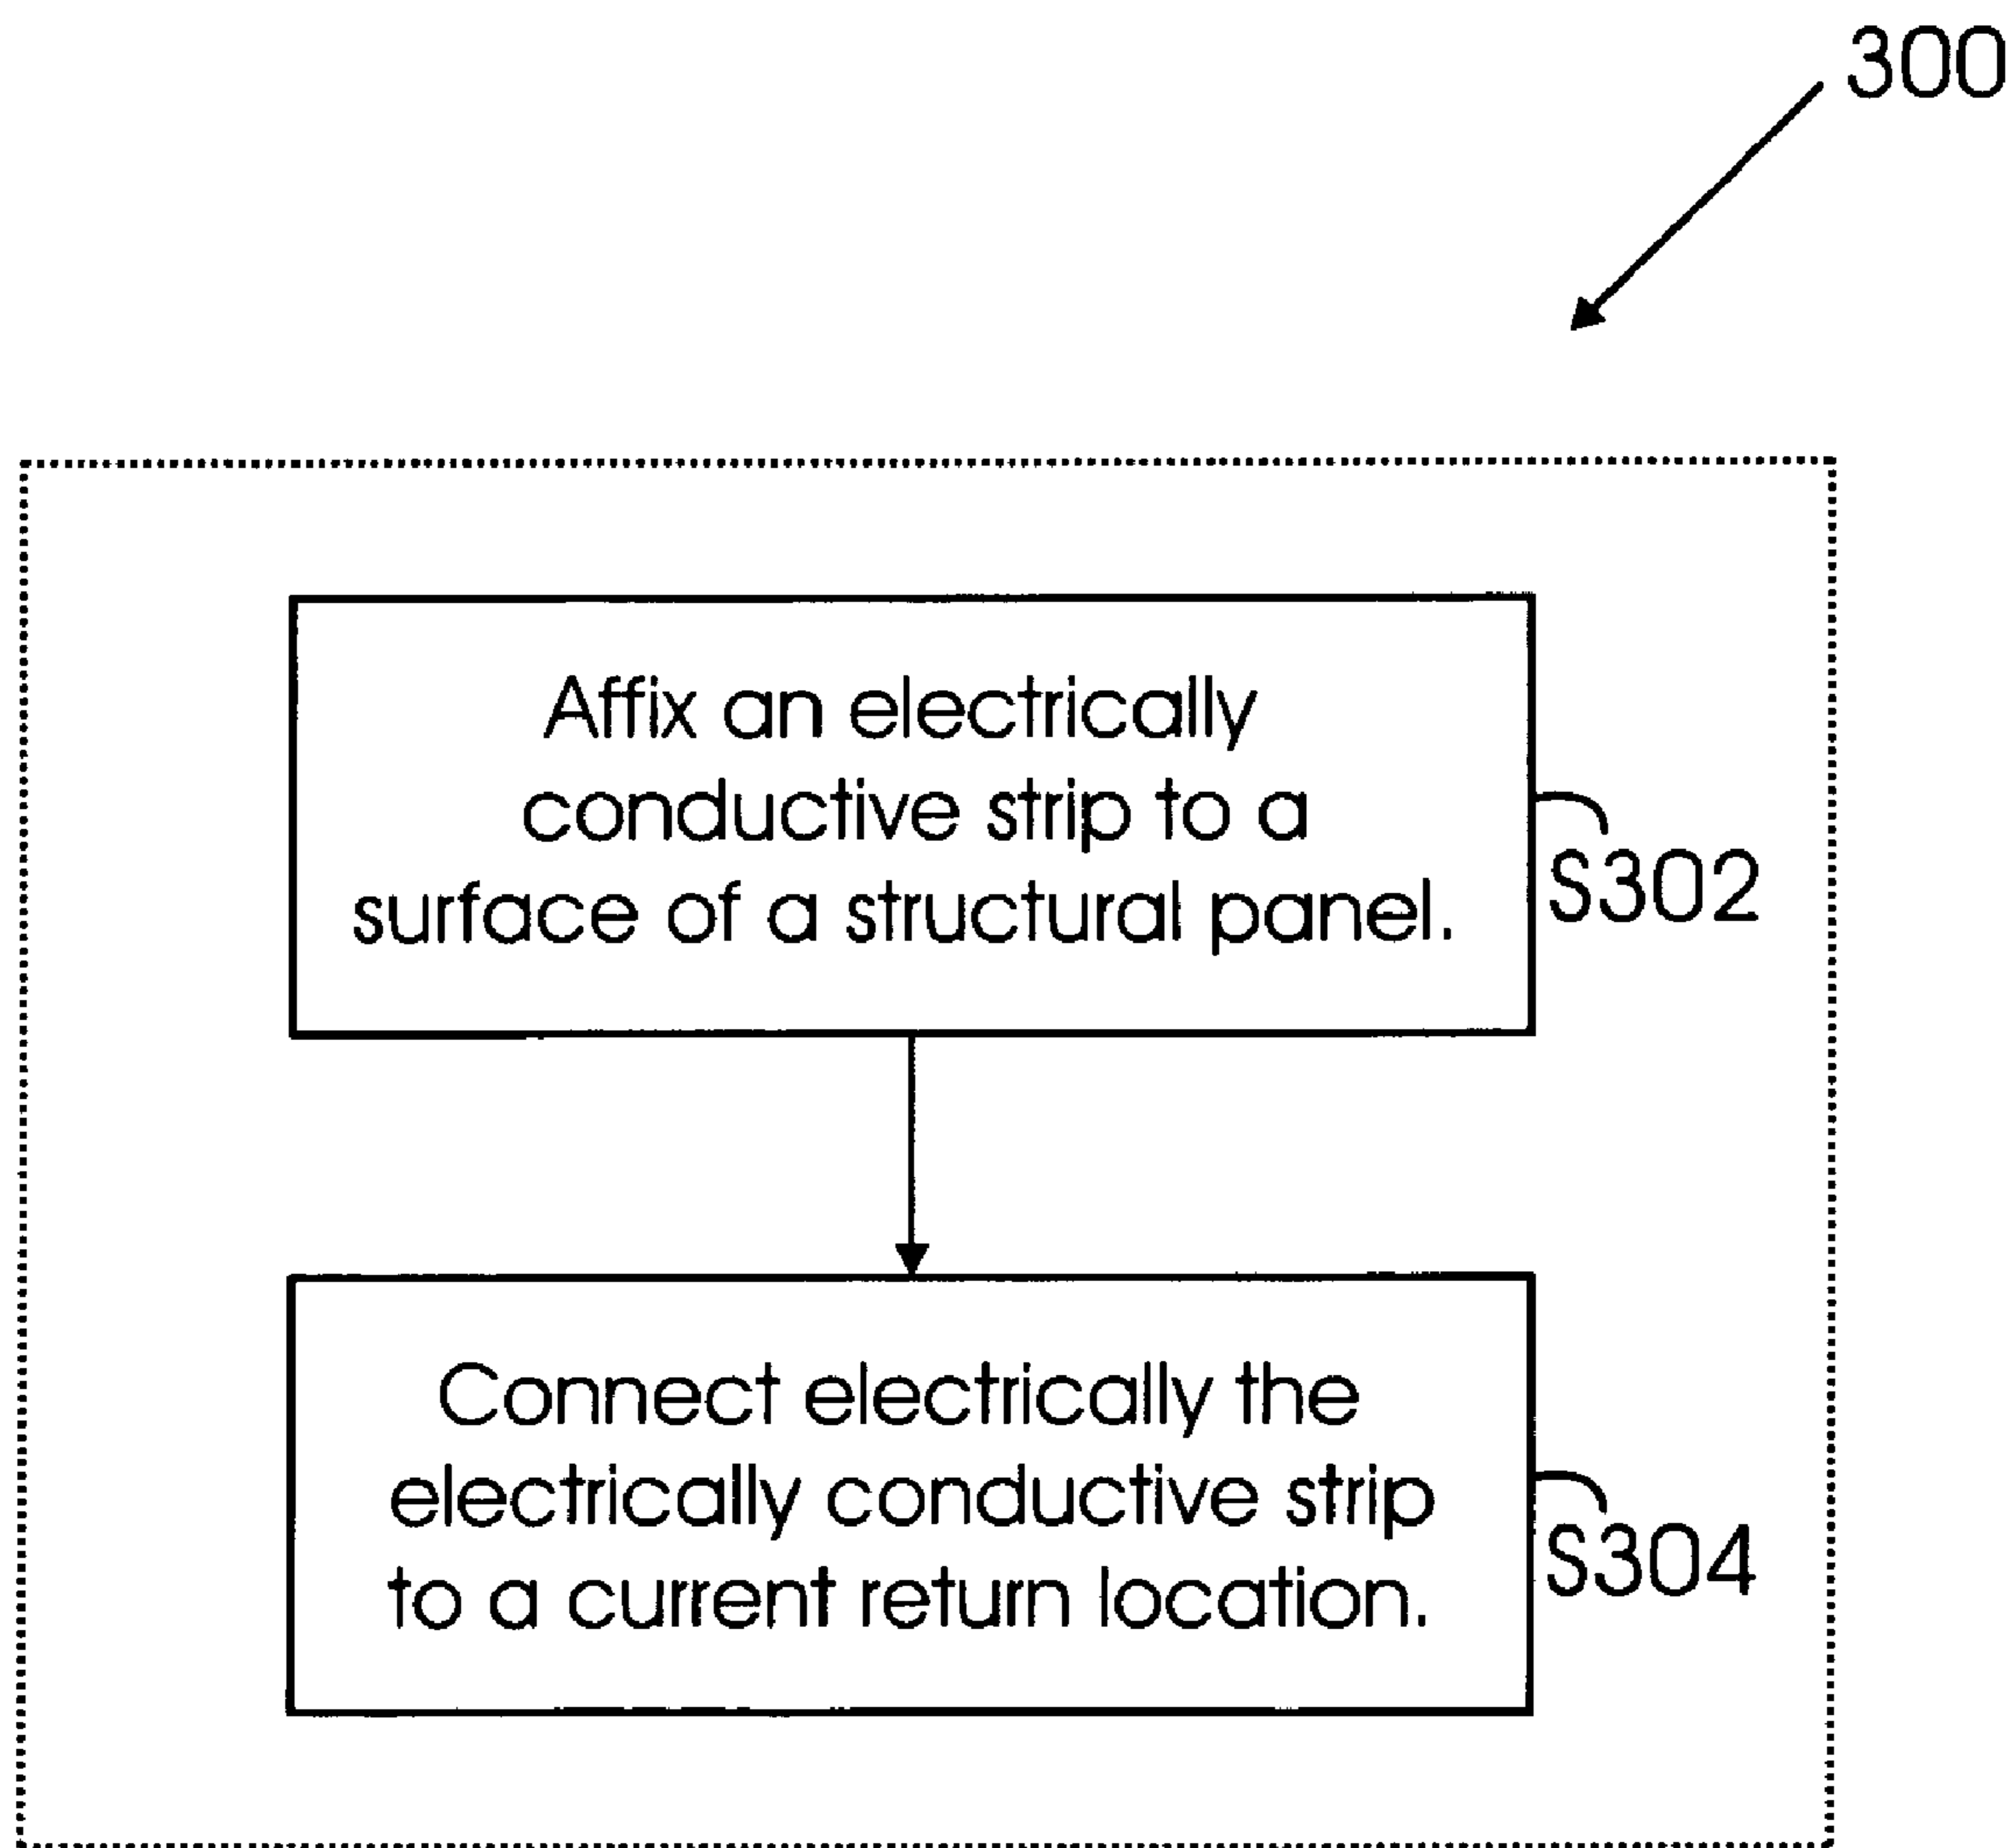 300
Affix an electrically
conductive strip to a
surface of a structural panel.
S302
Connect electrically the
electrically conductive strip
to a current return location.
S304